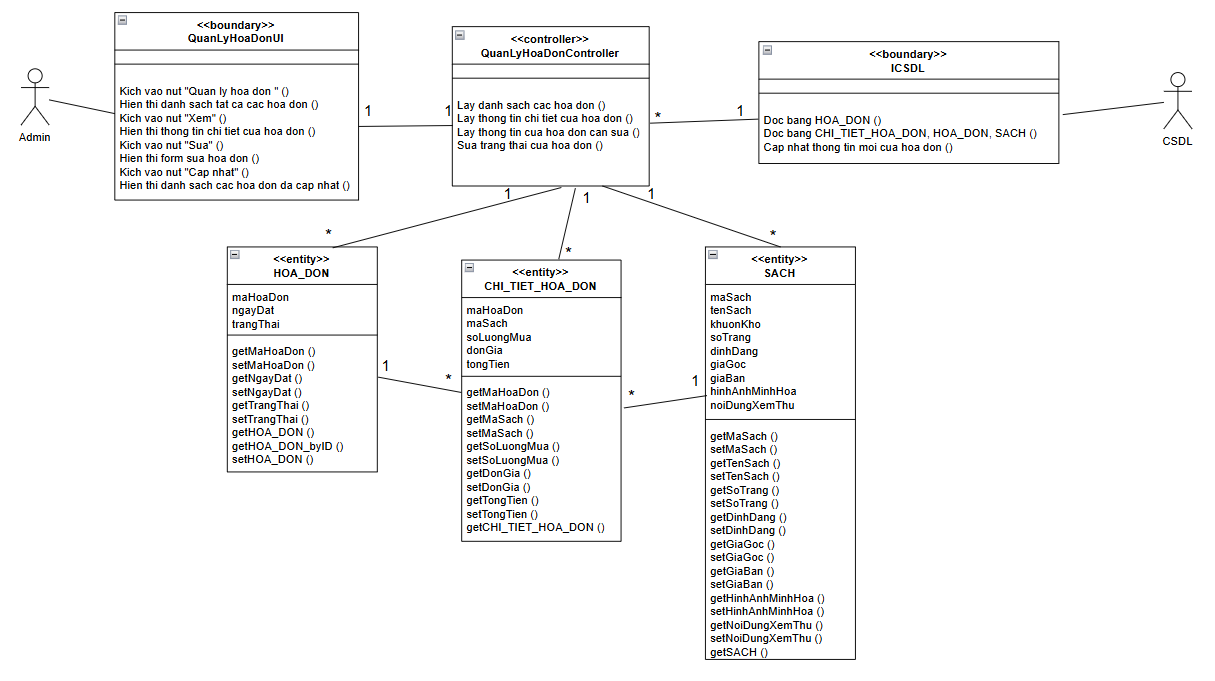 <<boundary>>
QuanLyHoaDonUI
Kich vao nut "Quan ly hoa don " ()
Hien thi danh sach tat ca cac hoa don ()
Kich vao nut "Xem" ()
Hien thi thong tin chi tiet cua hoa don ()
Kich vao nut "Sua" ()
Hien thi form sua hoa don ()
Kich vao nut "Cap nhat" ()
Hien thi danh sach cac hoa don da cap nhat ()
Admin
1
1
<<controller>>
QuanLyHoaDonController
Lay danh sach cac hoa don ()
Lay thong tin chi tiet cua hoa don ()
Lay thong tin cua hoa don can sua ()
Sua trang thai cua hoa don ()
*
1
<<boundary>>
ICSDL
Doc bang HOA_DON ()
Doc bang CHI_TIET_HOA_DON, HOA_DON, SACH ()
Cap nhat thong tin moi cua hoa don ()
CSDL
1
1
1
*
*
*
<<entity>>
HOA_DON
maHoaDon
ngayDat
trangThai
getMaHoaDon ()
setMaHoaDon ()
getNgayDat ()
setNgayDat ()
getTrangThai ()
setTrangThai ()
getHOA_DON ()
getHOA_DON_byID ()
setHOA_DON ()
1
*
<<entity>>
CHI_TIET_HOA_DON
maHoaDon
maSach
soLuongMua
donGia
tongTien
getMaHoaDon ()
setMaHoaDon ()
getMaSach ()
setMaSach ()
getSoLuongMua ()
setSoLuongMua ()
getDonGia ()
setDonGia ()
getTongTien ()
setTongTien ()
getCHI_TIET_HOA_DON ()
*
1
<<entity>>
SACH
maSach
tenSach
khuonKho
soTrang
dinhDang
giaGoc
giaBan
hinhAnhMinhHoa
noiDungXemThu
getMaSach ()
setMaSach ()
getTenSach ()
setTenSach ()
getSoTrang ()
setSoTrang ()
getDinhDang ()
setDinhDang ()
getGiaGoc ()
setGiaGoc ()
getGiaBan ()
setGiaBan ()
getHinhAnhMinhHoa ()
setHinhAnhMinhHoa ()
getNoiDungXemThu ()
setNoiDungXemThu ()
getSACH ()